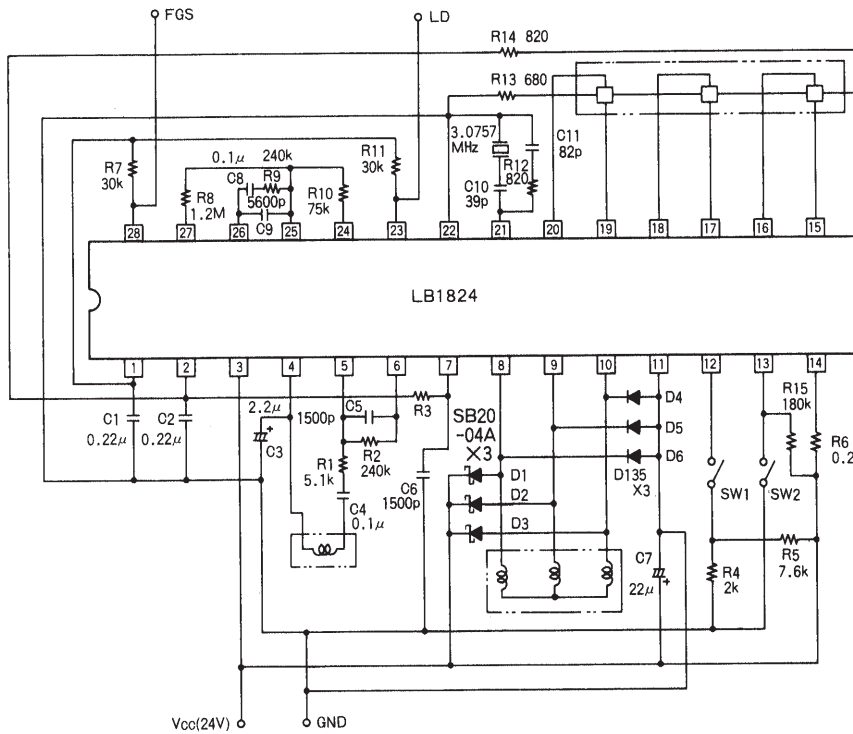 FGS
LD
R14 820
R13 680
3.0757
MHz
C11
82p
R12
820
C10
39p
R7
30k
R8
1.2M
0.1μ
240k
C8
R9
5600p
C9
R10
75k
R11
30k
28 27 26 25 24 23 22 21 20 19 18 17 16 15
LB1824
1 2 3 4 5 6 7 8 9 10 11 12 13 14
C1
0.22μ
C2
0.22μ
2.2μ
+
C3
1500p
C5
R2
240k
R1
5.1k
C4
0.1μ
R3
C6
1500p
SB20
-04A
×3
D1
D2
D3
D4
D5
D6
D135
×3
C7
22μ
+
SW1
SW2
R15
180k
R6
0.2
R4
2k
R5
7.6k
Vcc(24V)
GND